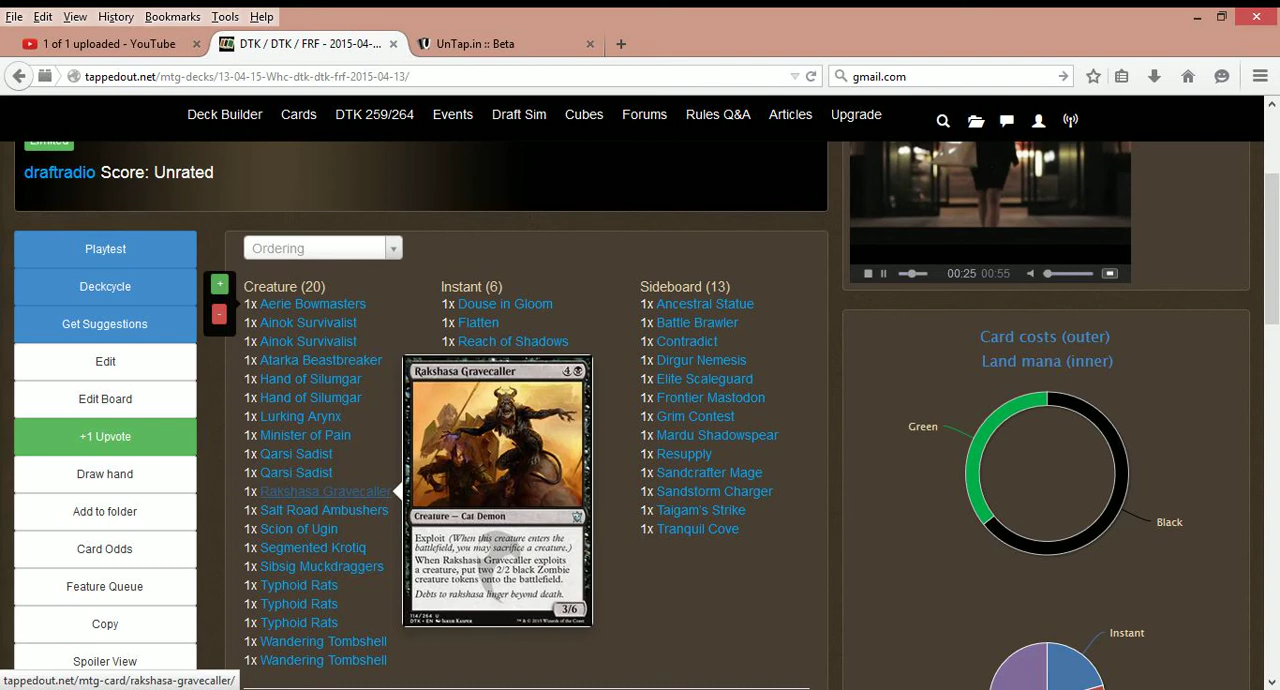 File Edit View History Bookmarks Tools Help
1 of 1 uploaded - YouTube
DTK / DTK / FRF - 2015-04-...
UnTap.in :: Beta
tappedout.net/mtg-decks/13-04-15-Whc-dtk-dtk-frf-2015-04-13/
gmail.com
Deck Builder Cards DTK 259/264 Events Draft Sim Cubes Forums Rules Q&A Articles Upgrade
Limited
draftradio Score: Unrated
00:25 00:55
Playtest
Deckcycle
Get Suggestions
Edit
Edit Board
+1 Upvote
Draw hand
Add to folder
Card Odds
Feature Queue
Copy
Spoiler View
Ordering
+
-
Creature (20)
1x Aerie Bowmasters
1x Ainok Survivalist
1x Ainok Survivalist
1x Atarka Beastbreaker
1x Hand of Silumgar
1x Hand of Silumgar
1x Lurking Arynx
1x Minister of Pain
1x Qarsi Sadist
1x Qarsi Sadist
1x Rakshasa Gravecaller
1x Salt Road Ambushers
1x Scion of Ugin
1x Segmented Krotiq
1x Sibsig Muckdraggers
1x Typhoid Rats
1x Typhoid Rats
1x Typhoid Rats
1x Wandering Tombshell
1x Wandering Tombshell
Instant (6)
1x Douse in Gloom
1x Flatten
1x Reach of Shadows
Rakshasa Gravecaller 4
Creature — Cat Demon
Exploit (When this creature enters the
battlefield, you may sacrifice a creature.)
When Rakshasa Gravecaller exploits
a creature, put two 2/2 black Zombie
creature tokens onto the battlefield.
Debts to rakshasa linger beyond death.
3/6
114/264 U
DTK • EN
™ & © 2015 Wizards of the Coast
Sideboard (13)
1x Ancestral Statue
1x Battle Brawler
1x Contradict
1x Dirgur Nemesis
1x Elite Scaleguard
1x Frontier Mastodon
1x Grim Contest
1x Mardu Shadowspear
1x Resupply
1x Sandcrafter Mage
1x Sandstorm Charger
1x Taigam's Strike
1x Tranquil Cove
Card costs (outer)
Land mana (inner)
Green
Black
Instant
tappedout.net/mtg-card/rakshasa-gravecaller/